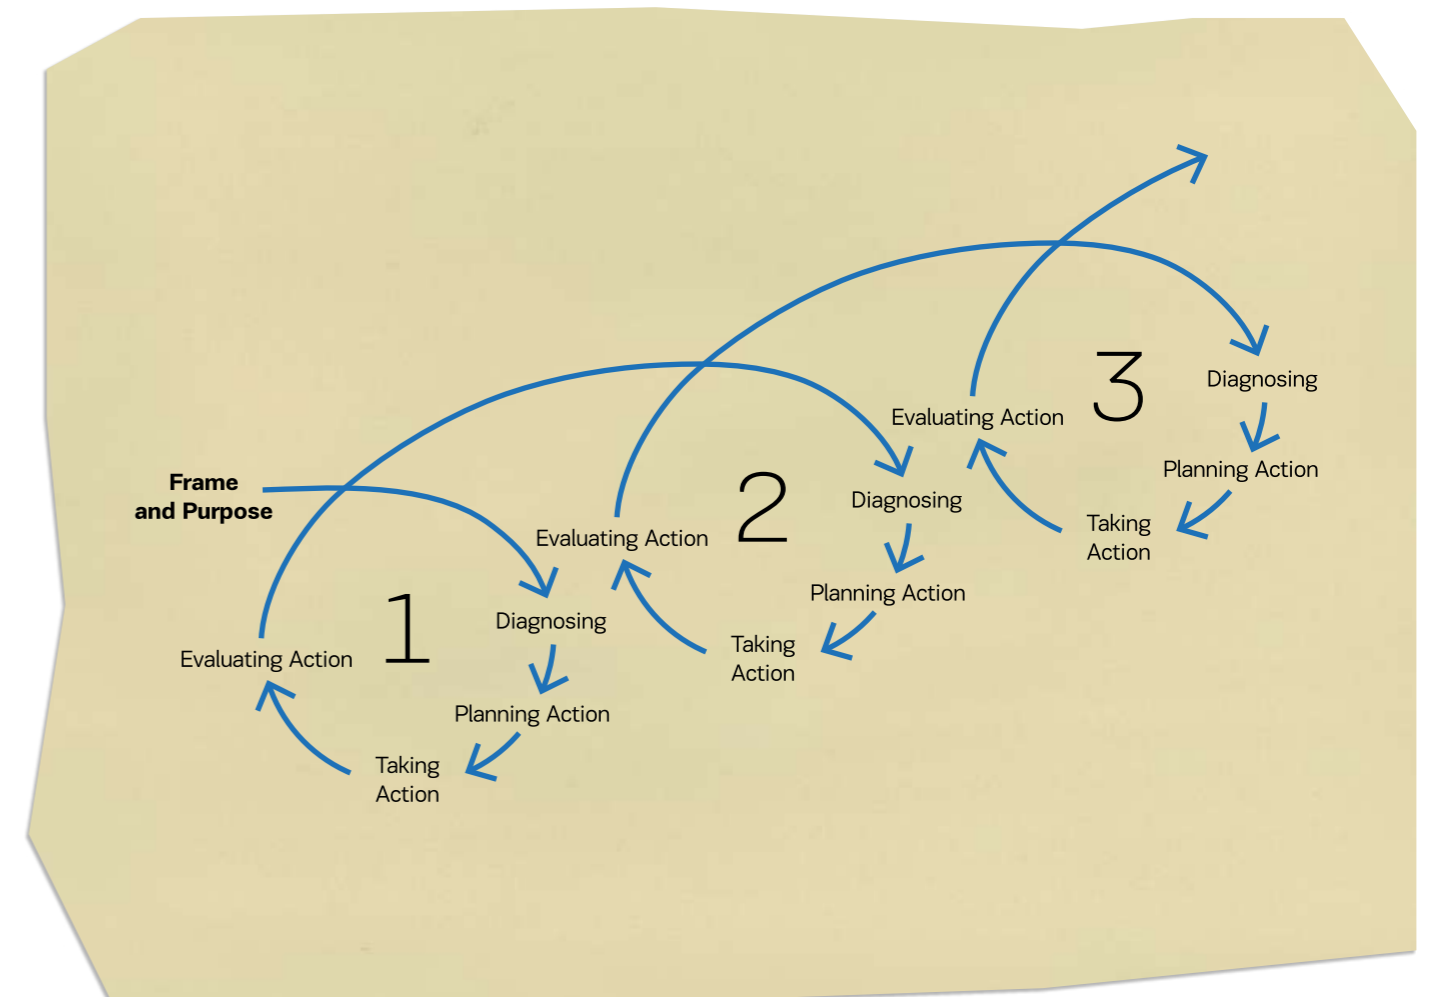 Frame
and Purpose
1
Diagnosing
Planning Action
Taking
Action
Evaluating Action
2
Diagnosing
Planning Action
Taking
Action
Evaluating Action
3
Diagnosing
Planning Action
Taking
Action
Evaluating Action